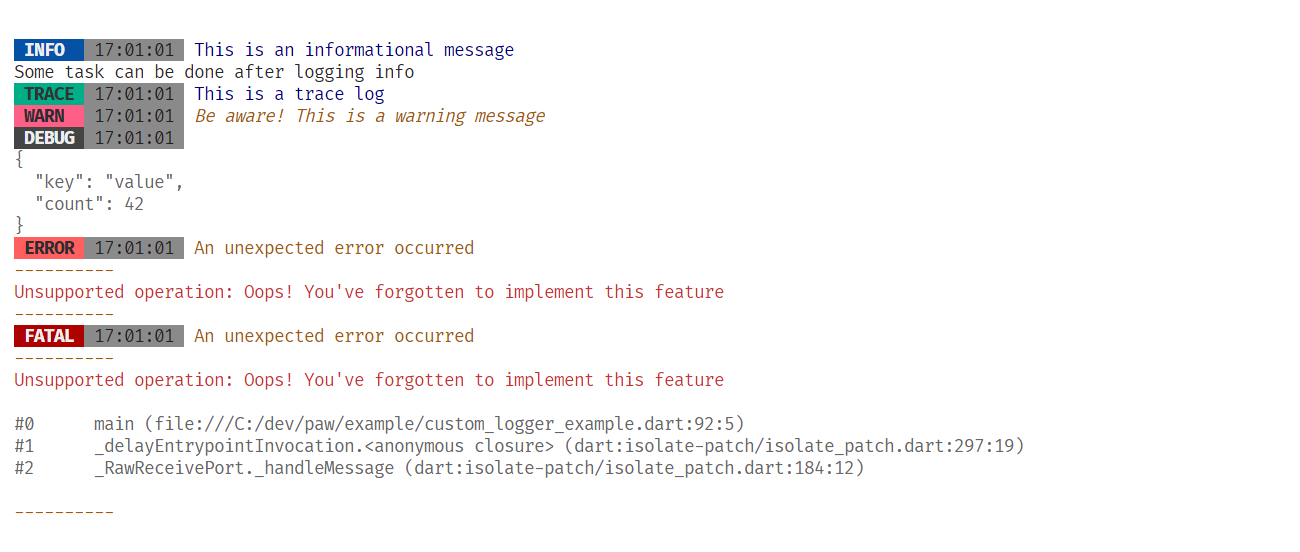 INFO 17:01:01 This is an informational message
Some task can be done after logging info
TRACE 17:01:01 This is a trace log
WARN 17:01:01 Be aware! This is a warning message
DEBUG 17:01:01
{
  "key": "value",
  "count": 42
}
ERROR 17:01:01 An unexpected error occurred
----------
Unsupported operation: Oops! You've forgotten to implement this feature
----------
FATAL 17:01:01 An unexpected error occurred
----------
Unsupported operation: Oops! You've forgotten to implement this feature
#0      main (file:///C:/dev/paw/example/custom_logger_example.dart:92:5)
#1      _delayEntrypointInvocation.<anonymous closure> (dart:isolate-patch/isolate_patch.dart:297:19)
#2      _RawReceivePort._handleMessage (dart:isolate-patch/isolate_patch.dart:184:12)
----------